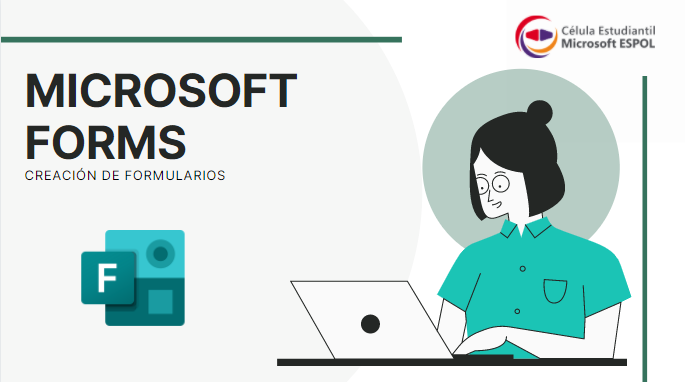 Célula Estudiantil
Microsoft ESPOL
MICROSOFT
FORMS
CREACIÓN DE FORMULARIOS
F